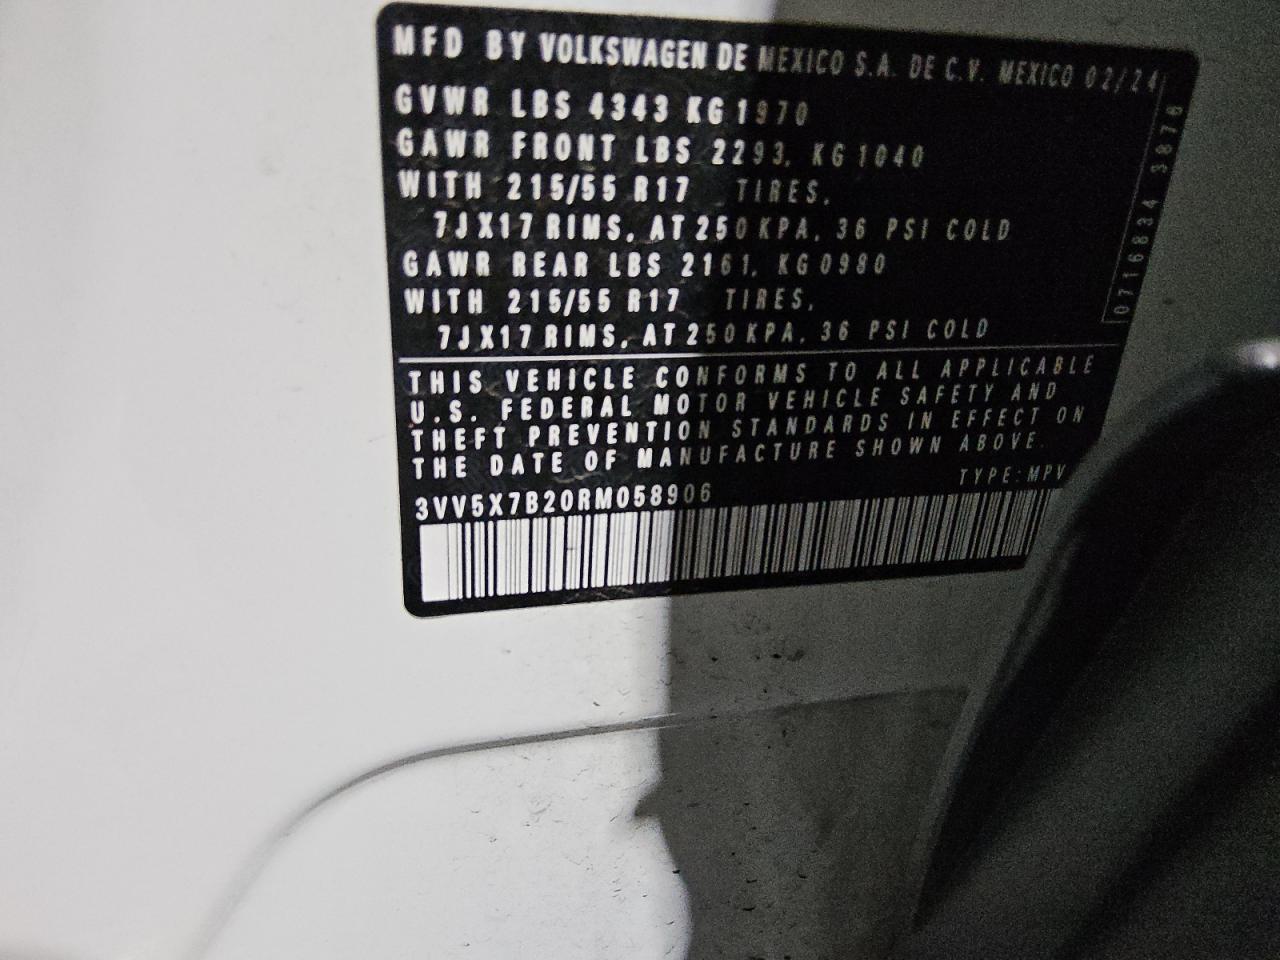 MFD BY VOLKSWAGEN DE MEXICO S.A. DE C.V. MEXICO 02/24
GVWR LBS 4343 KG 1970
GAWR FRONT LBS 2293, KG 1040
WITH 215/55 R17 TIRES,
7JX17 RIMS, AT 250 KPA, 36 PSI COLD
GAWR REAR LBS 2161, KG 0980
WITH 215/55 R17 TIRES,
7JX17 RIMS, AT 250 KPA, 36 PSI COLD
0716834 3876
THIS VEHICLE CONFORMS TO ALL APPLICABLE
U.S. FEDERAL MOTOR VEHICLE SAFETY AND
THEFT PREVENTION STANDARDS IN EFFECT ON
THE DATE OF MANUFACTURE SHOWN ABOVE.
TYPE: MPV
3VV5X7B20RM058906